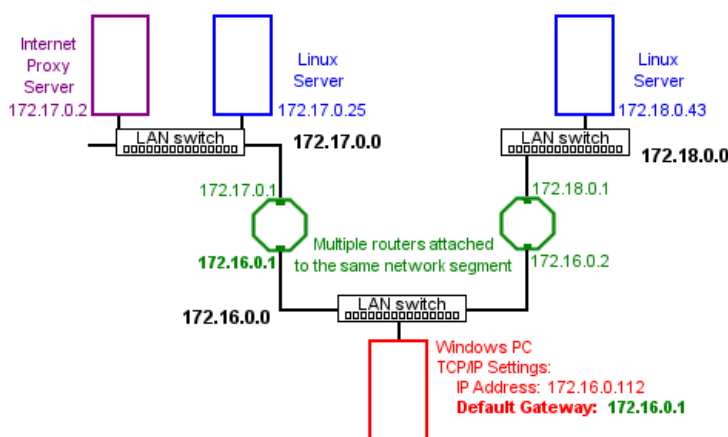 Internet
Proxy
Server
172.17.0.2
Linux
Server
172.17.0.25
Linux
Server
172.18.0.43
LAN switch
172.17.0.0
LAN switch
172.18.0.0
172.17.0.1
172.18.0.1
Multiple routers attached
to the same network segment
172.16.0.1
172.16.0.2
172.16.0.0
LAN switch
Windows PC
TCP/IP Settings:
IP Address: 172.16.0.112
Default Gateway: 172.16.0.1